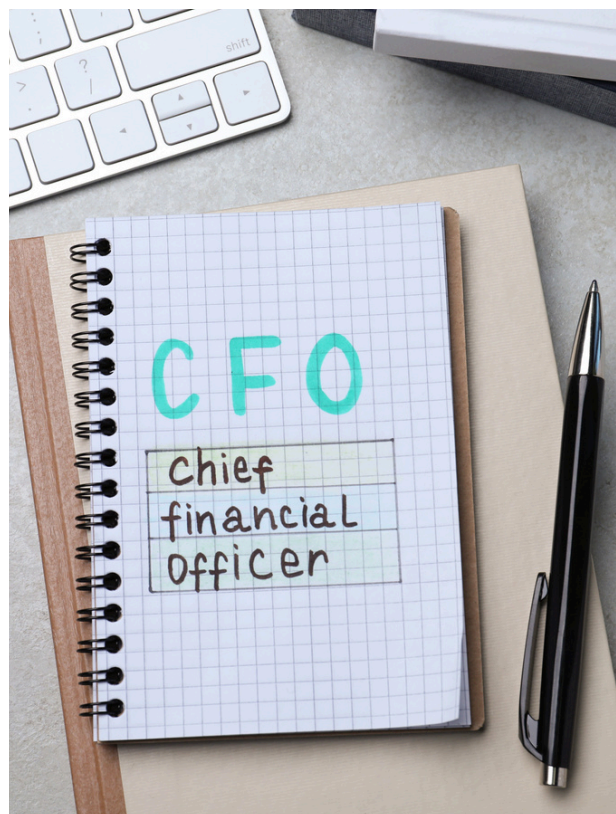 shift
?
/
>
.
:
;
CFO
Chief
financial
Officer